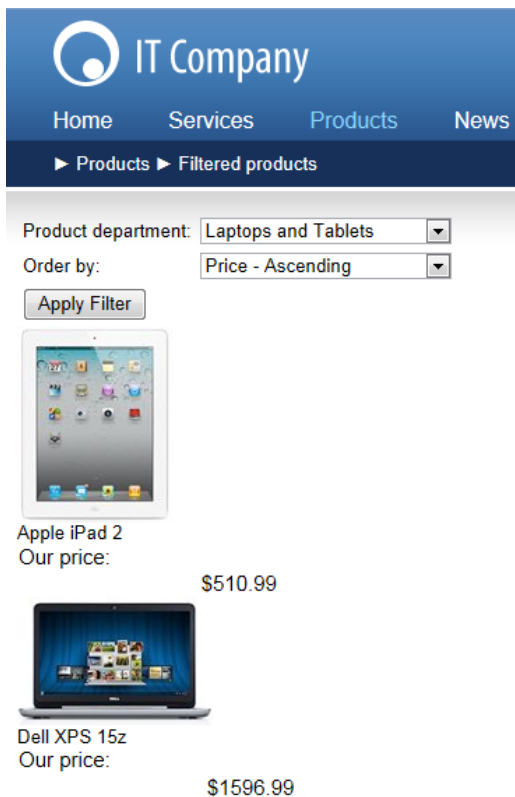 IT Company
Home Services Products News
► Products ► Filtered products
Product department: Laptops and Tablets
Order by: Price - Ascending
Apply Filter
Apple iPad 2
Our price:
$510.99
Dell XPS 15z
Our price:
$1596.99